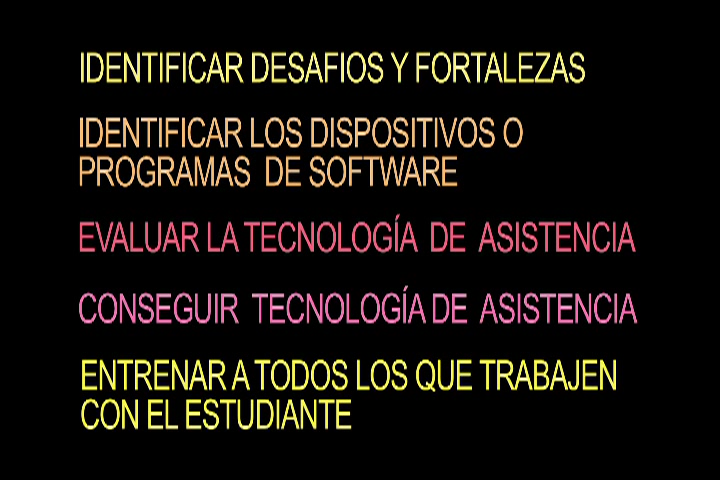 IDENTIFICAR DESAFIOS Y FORTALEZAS
IDENTIFICAR LOS DISPOSITIVOS O
PROGRAMAS DE SOFTWARE
EVALUAR LA TECNOLOGÍA DE ASISTENCIA
CONSEGUIR TECNOLOGÍA DE ASISTENCIA
ENTRENAR A TODOS LOS QUE TRABAJEN
CON EL ESTUDIANTE